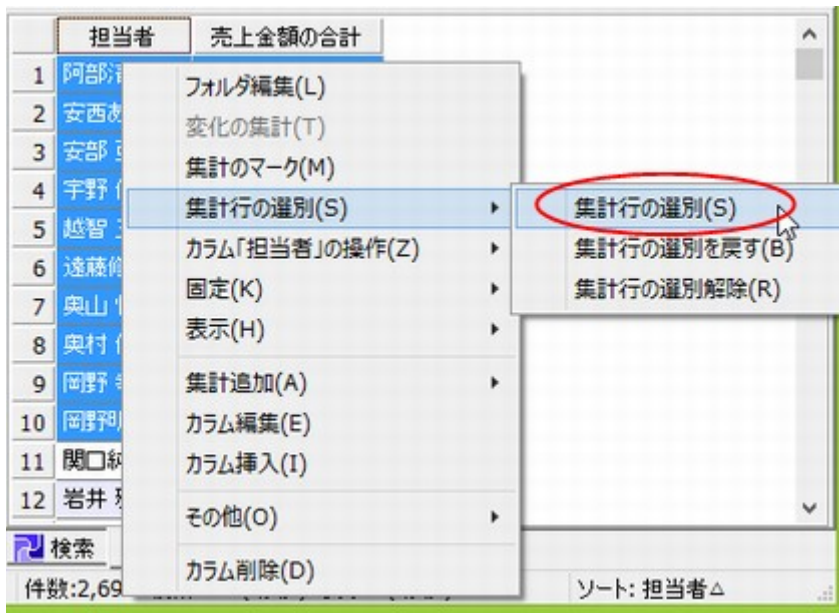 担当者 売上金額の合計
1 阿部
2 安西あ
3 安部
4 宇野
5 越智
6 遠藤
7 奥山
8 奥村
9 岡野
10 岡野
11 関口
12 岩井
フォルダ編集(L)
変化の集計(T)
集計のマーク(M)
集計行の選別(S)
カラム「担当者」の操作(Z)
固定(K)
表示(H)
集計追加(A)
カラム編集(E)
カラム挿入(I)
その他(O)
カラム削除(D)
集計行の選別(S)
集計行の選別を戻す(B)
集計行の選別解除(R)
検索
件数:2,69
ソート: 担当者△